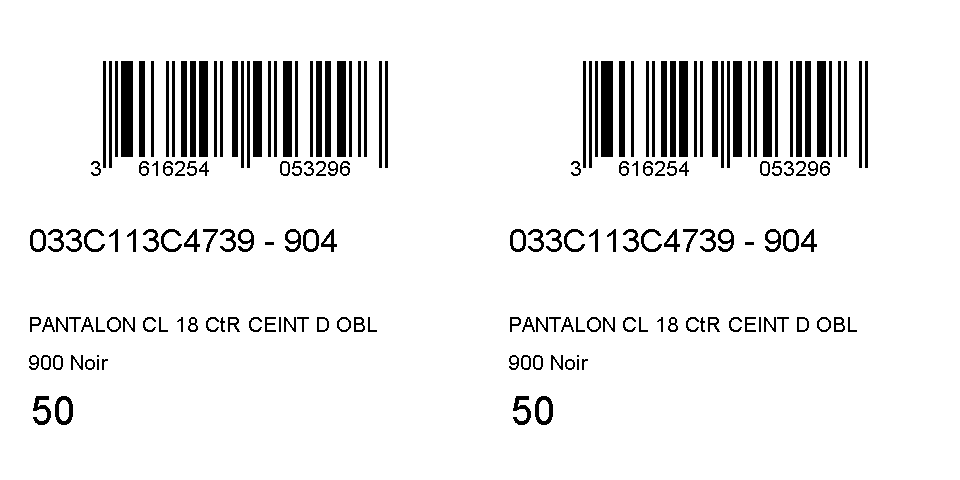 3 616254 053296
033C113C4739 - 904
PANTALON CL 18 CtR CEINT D OBL
900 Noir
50
3 616254 053296
033C113C4739 - 904
PANTALON CL 18 CtR CEINT D OBL
900 Noir
50